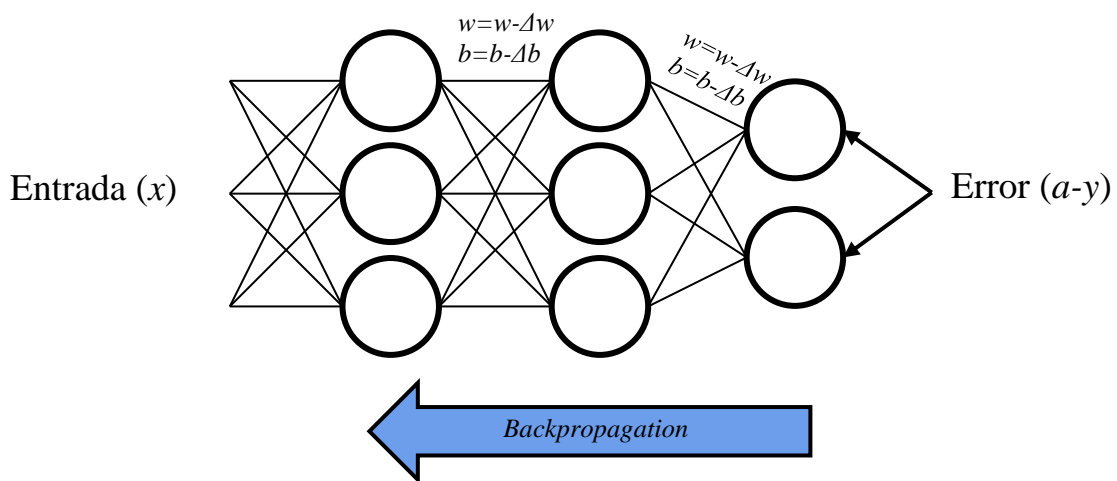 w=w-Δw
b=b-Δb
w=w-Δw
b=b-Δb
Entrada (x)
Error (a-y)
Backpropagation